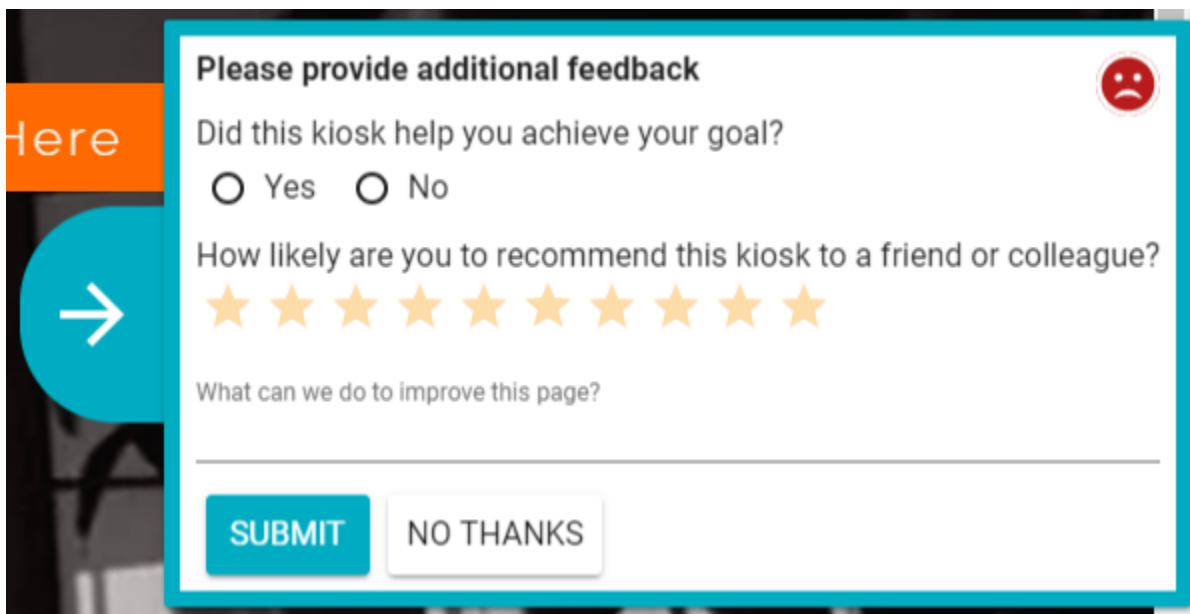 Please provide additional feedback
Here
Did this kiosk help you achieve your goal?
Yes No
How likely are you to recommend this kiosk to a friend or colleague?
What can we do to improve this page?
SUBMIT NO THANKS